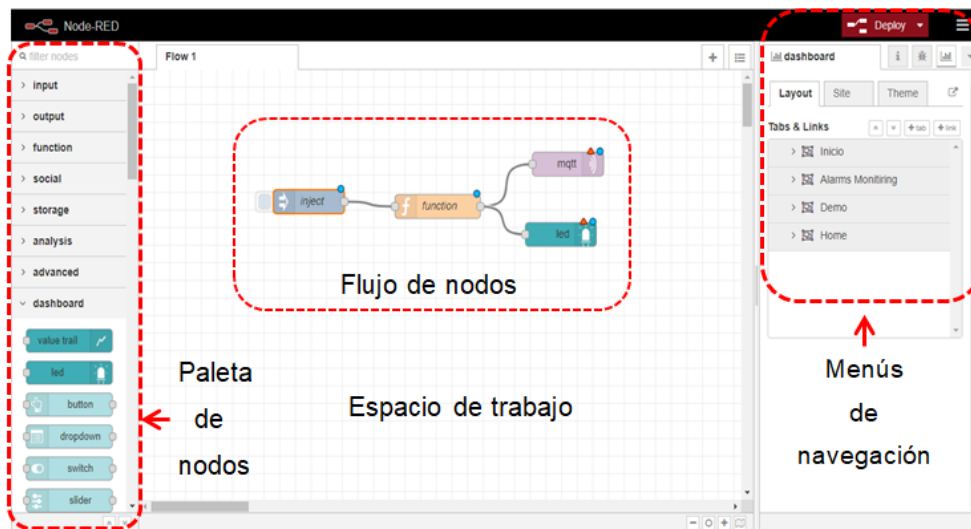 Node-RED
Deploy
filter nodes
Flow 1
dashboard
input
output
function
social
storage
analysis
advanced
dashboard
value trail
led
button
dropdown
switch
slider
inject
function
mqtt
led
Flujo de nodos
Paleta
de
nodos
Espacio de trabajo
Layout
Site
Theme
Tabs & Links
+tab
+link
Inicio
Alarms Monitiring
Demo
Home
Menús
de
navegación